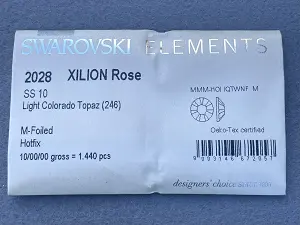 SWAROVSKI ELEMENTS
2028 XILION Rose
SS 10
Light Colorado Topaz (246)
M-Foiled
Hotfix
10/00/00 gross = 1.440 pcs
Oeko-Tex certified
designers' choice